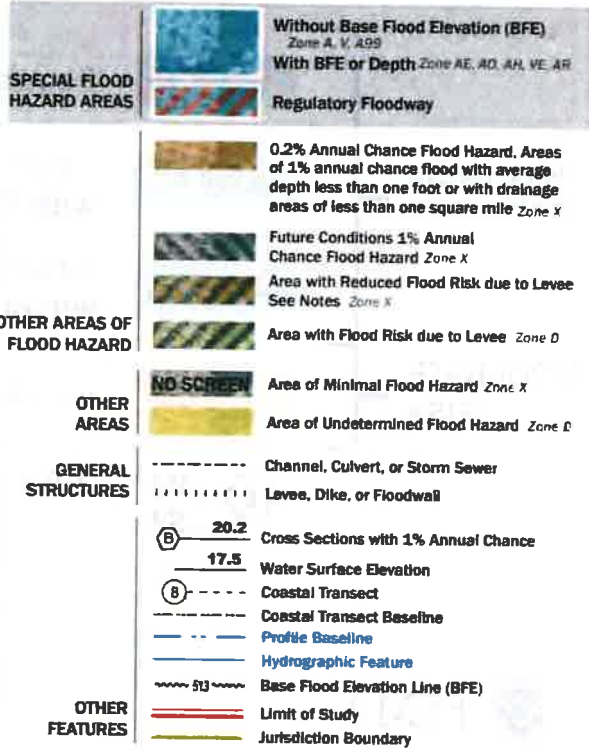 Without Base Flood Elevation (BFE)
Zone A, V, A99
With BFE or Depth Zone AE, AO, AH, VE, AR
SPECIAL FLOOD
HAZARD AREAS
Regulatory Floodway
0.2% Annual Chance Flood Hazard, Areas
of 1% annual chance flood with average
depth less than one foot or with drainage
areas of less than one square mile Zone X
Future Conditions 1% Annual
Chance Flood Hazard Zone X
Area with Reduced Flood Risk due to Levee
See Notes Zone X
OTHER AREAS OF
FLOOD HAZARD
Area with Flood Risk due to Levee Zone D
NO SCREEN Area of Minimal Flood Hazard Zone X
OTHER
AREAS
Area of Undetermined Flood Hazard Zone D
GENERAL
STRUCTURES
Channel, Culvert, or Storm Sewer
Levee, Dike, or Floodwall
B 20.2 Cross Sections with 1% Annual Chance
17.5 Water Surface Elevation
8 Coastal Transect
Coastal Transect Baseline
Profile Baseline
Hydrographic Feature
513 Base Flood Elevation Line (BFE)
OTHER
FEATURES
Limit of Study
Jurisdiction Boundary